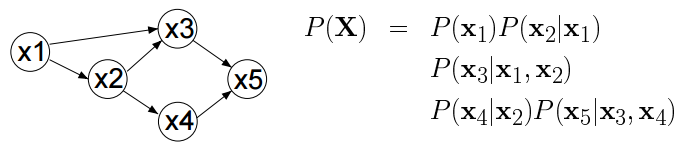 x1
x2
x3
x4
x5
P(X) = P(x₁)P(x₂|x₁)
P(x₃|x₁, x₂)
P(x₄|x₂)P(x₅|x₃, x₄)